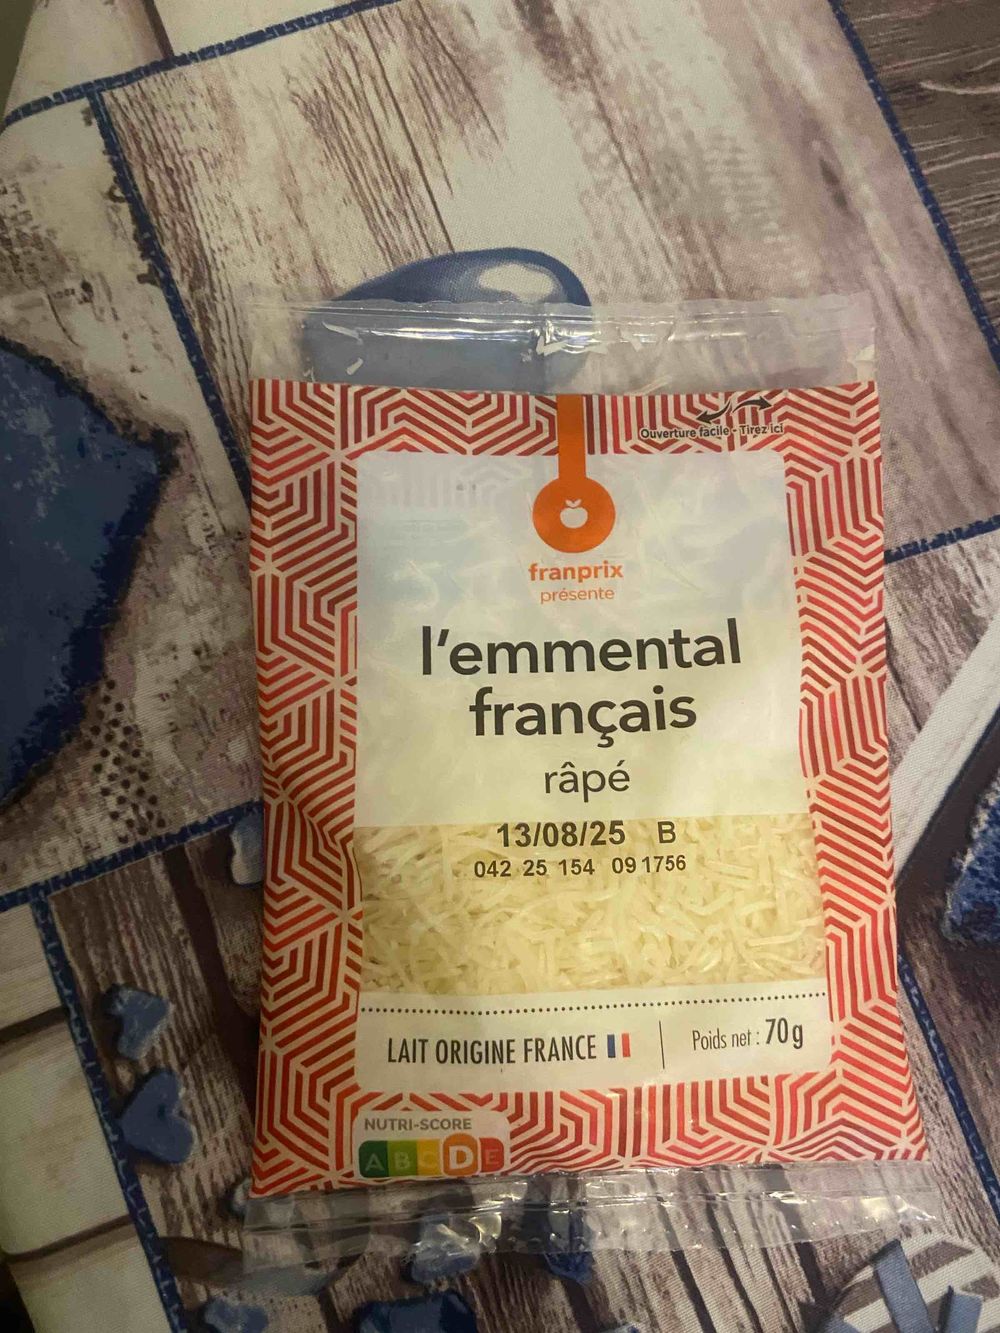 Ouverture facile - Tirez ici
franprix
présente
l'emmental
français
râpé
13/08/25 B
042 25 154 09 1756
LAIT ORIGINE FRANCE
Poids net : 70g
NUTRI-SCORE
A B C D E